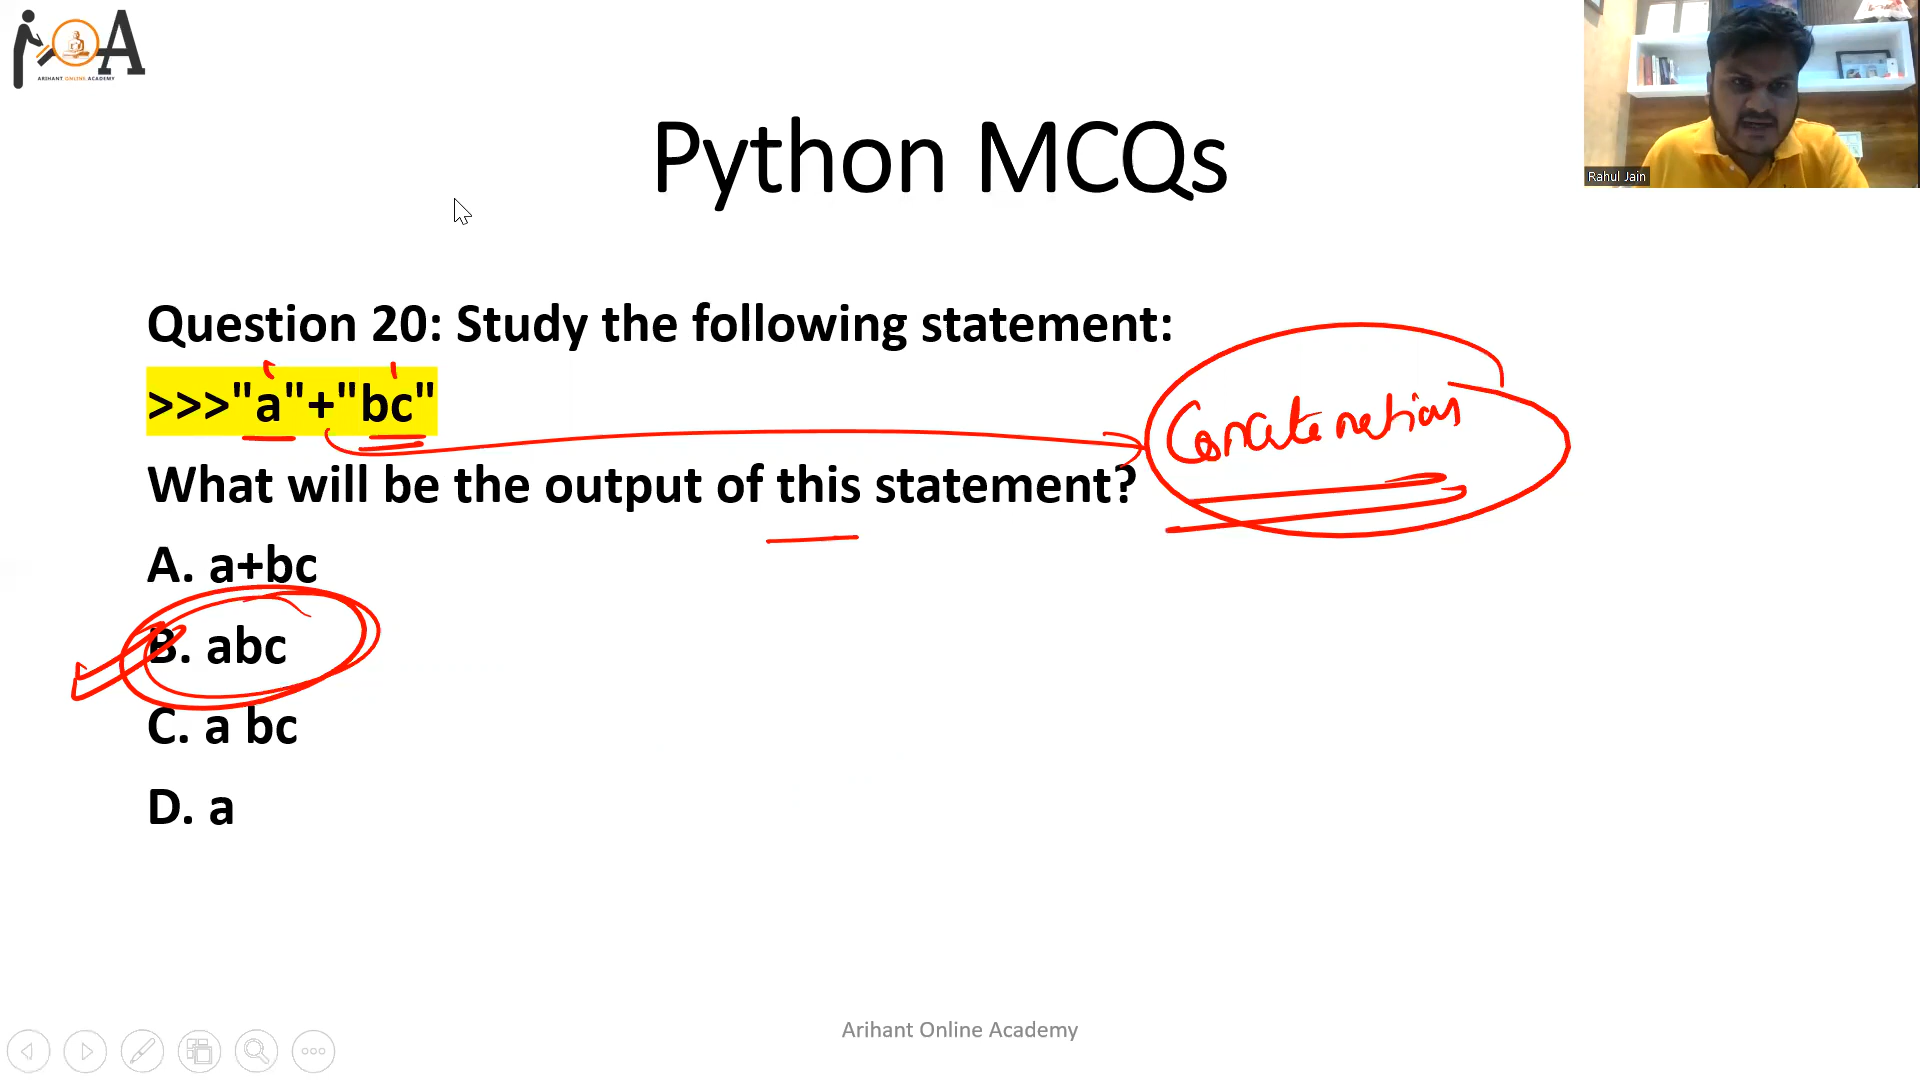 ARIHANT ONLINE ACADEMY
Rahul Jain
Python MCQs
Question 20: Study the following statement:
>>>"a"+"bc"
Concatenation
What will be the output of this statement?
A. a+bc
B. abc
C. a bc
D. a
Arihant Online Academy